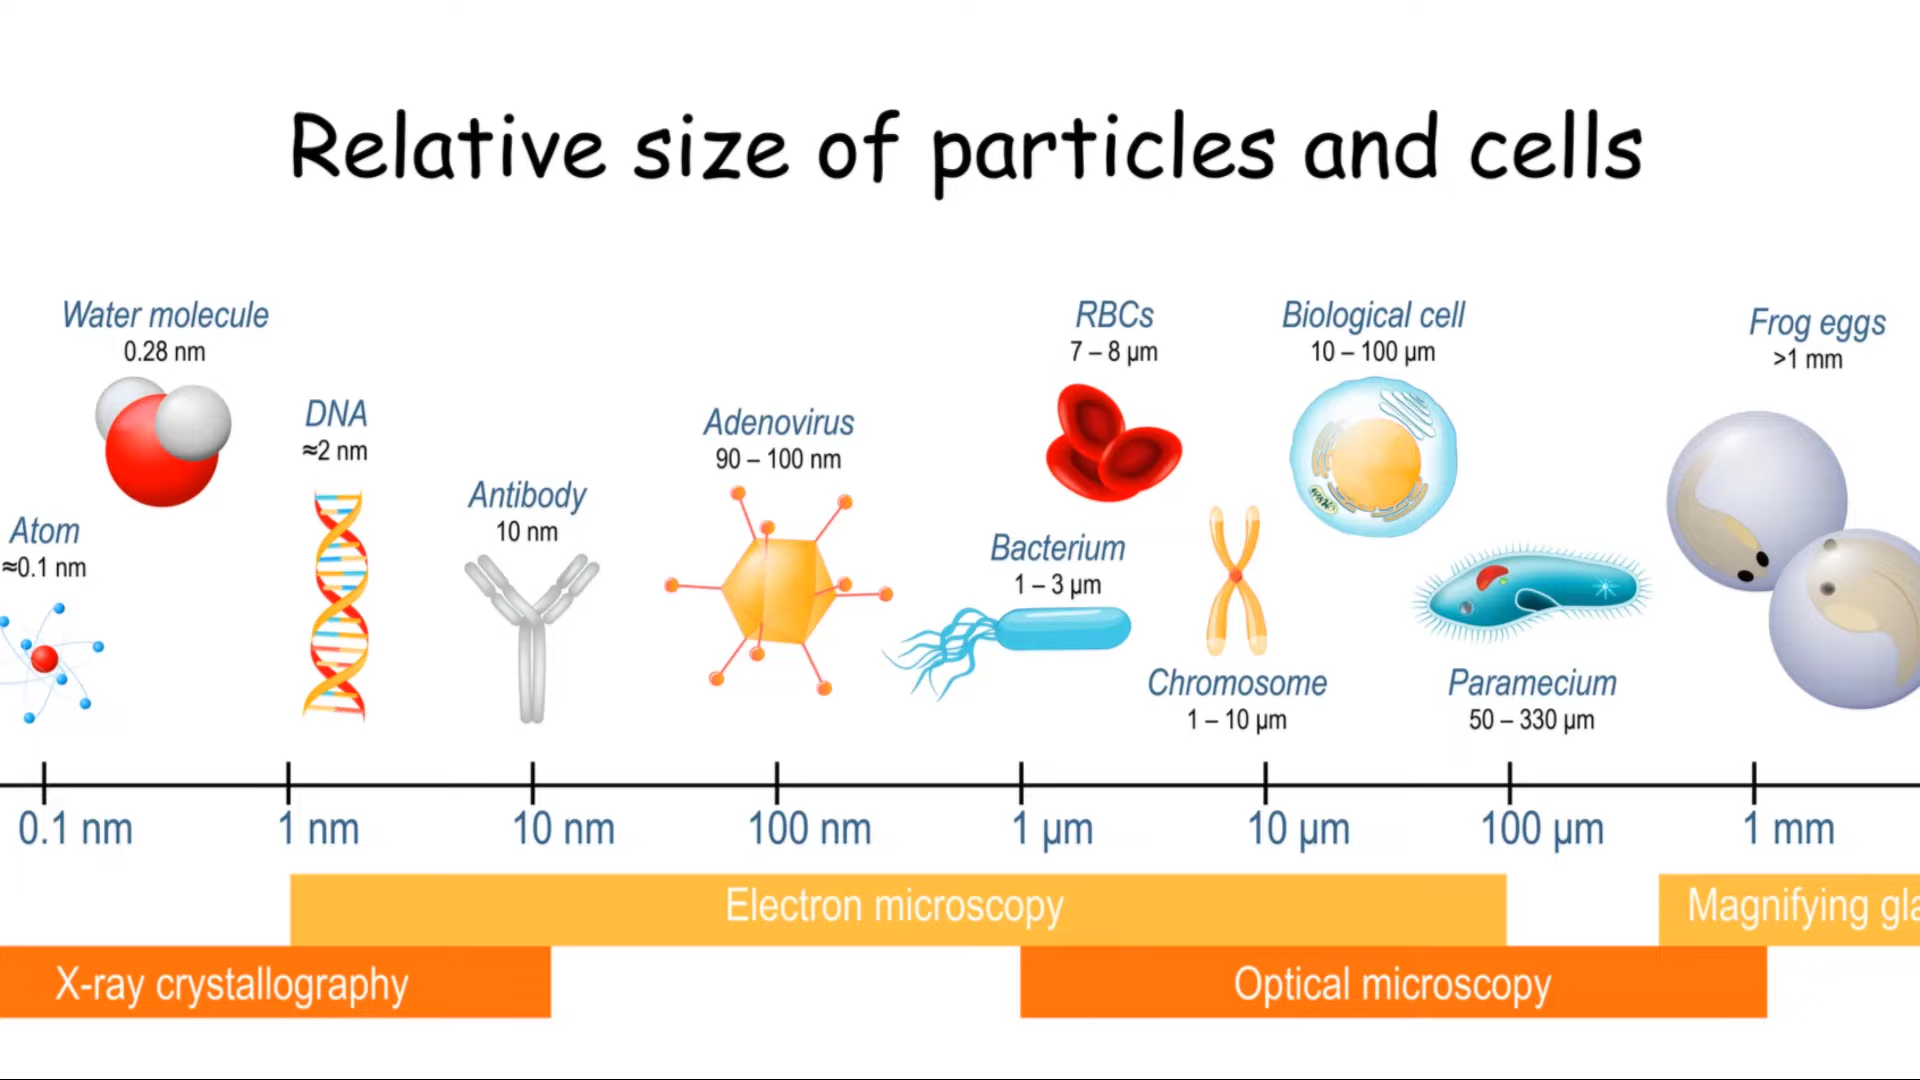 Relative size of particles and cells
Water molecule
0.28 nm
RBCs
7 – 8 µm
Biological cell
10 – 100 µm
Frog eggs
>1 mm
DNA
≈2 nm
Adenovirus
90 – 100 nm
Antibody
10 nm
Atom
≈0.1 nm
Bacterium
1 – 3 µm
Chromosome
1 – 10 µm
Paramecium
50 – 330 µm
0.1 nm 1 nm 10 nm 100 nm 1 µm 10 µm 100 µm 1 mm
Electron microscopy
Magnifying gla
X-ray crystallography
Optical microscopy